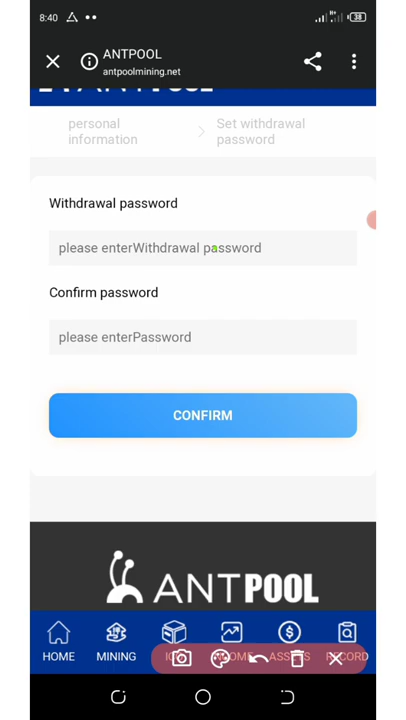 8:40
38
ANTPOOL
antpoolmining.net
personal information
Set withdrawal password
Withdrawal password
please enterWithdrawal password
Confirm password
please enterPassword
CONFIRM
ANTPOOL
HOME
MINING
ASSETS
RECORD